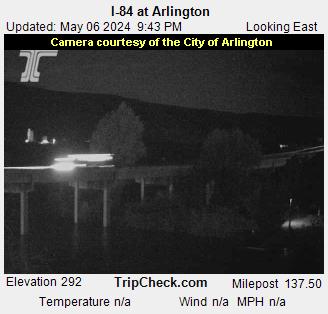 I-84 at Arlington
Updated: May 06 2024 9:43 PM Looking East
Camera courtesy of the City of Arlington
Elevation 292 TripCheck.com Milepost 137.50
Temperature n/a Wind n/a MPH n/a